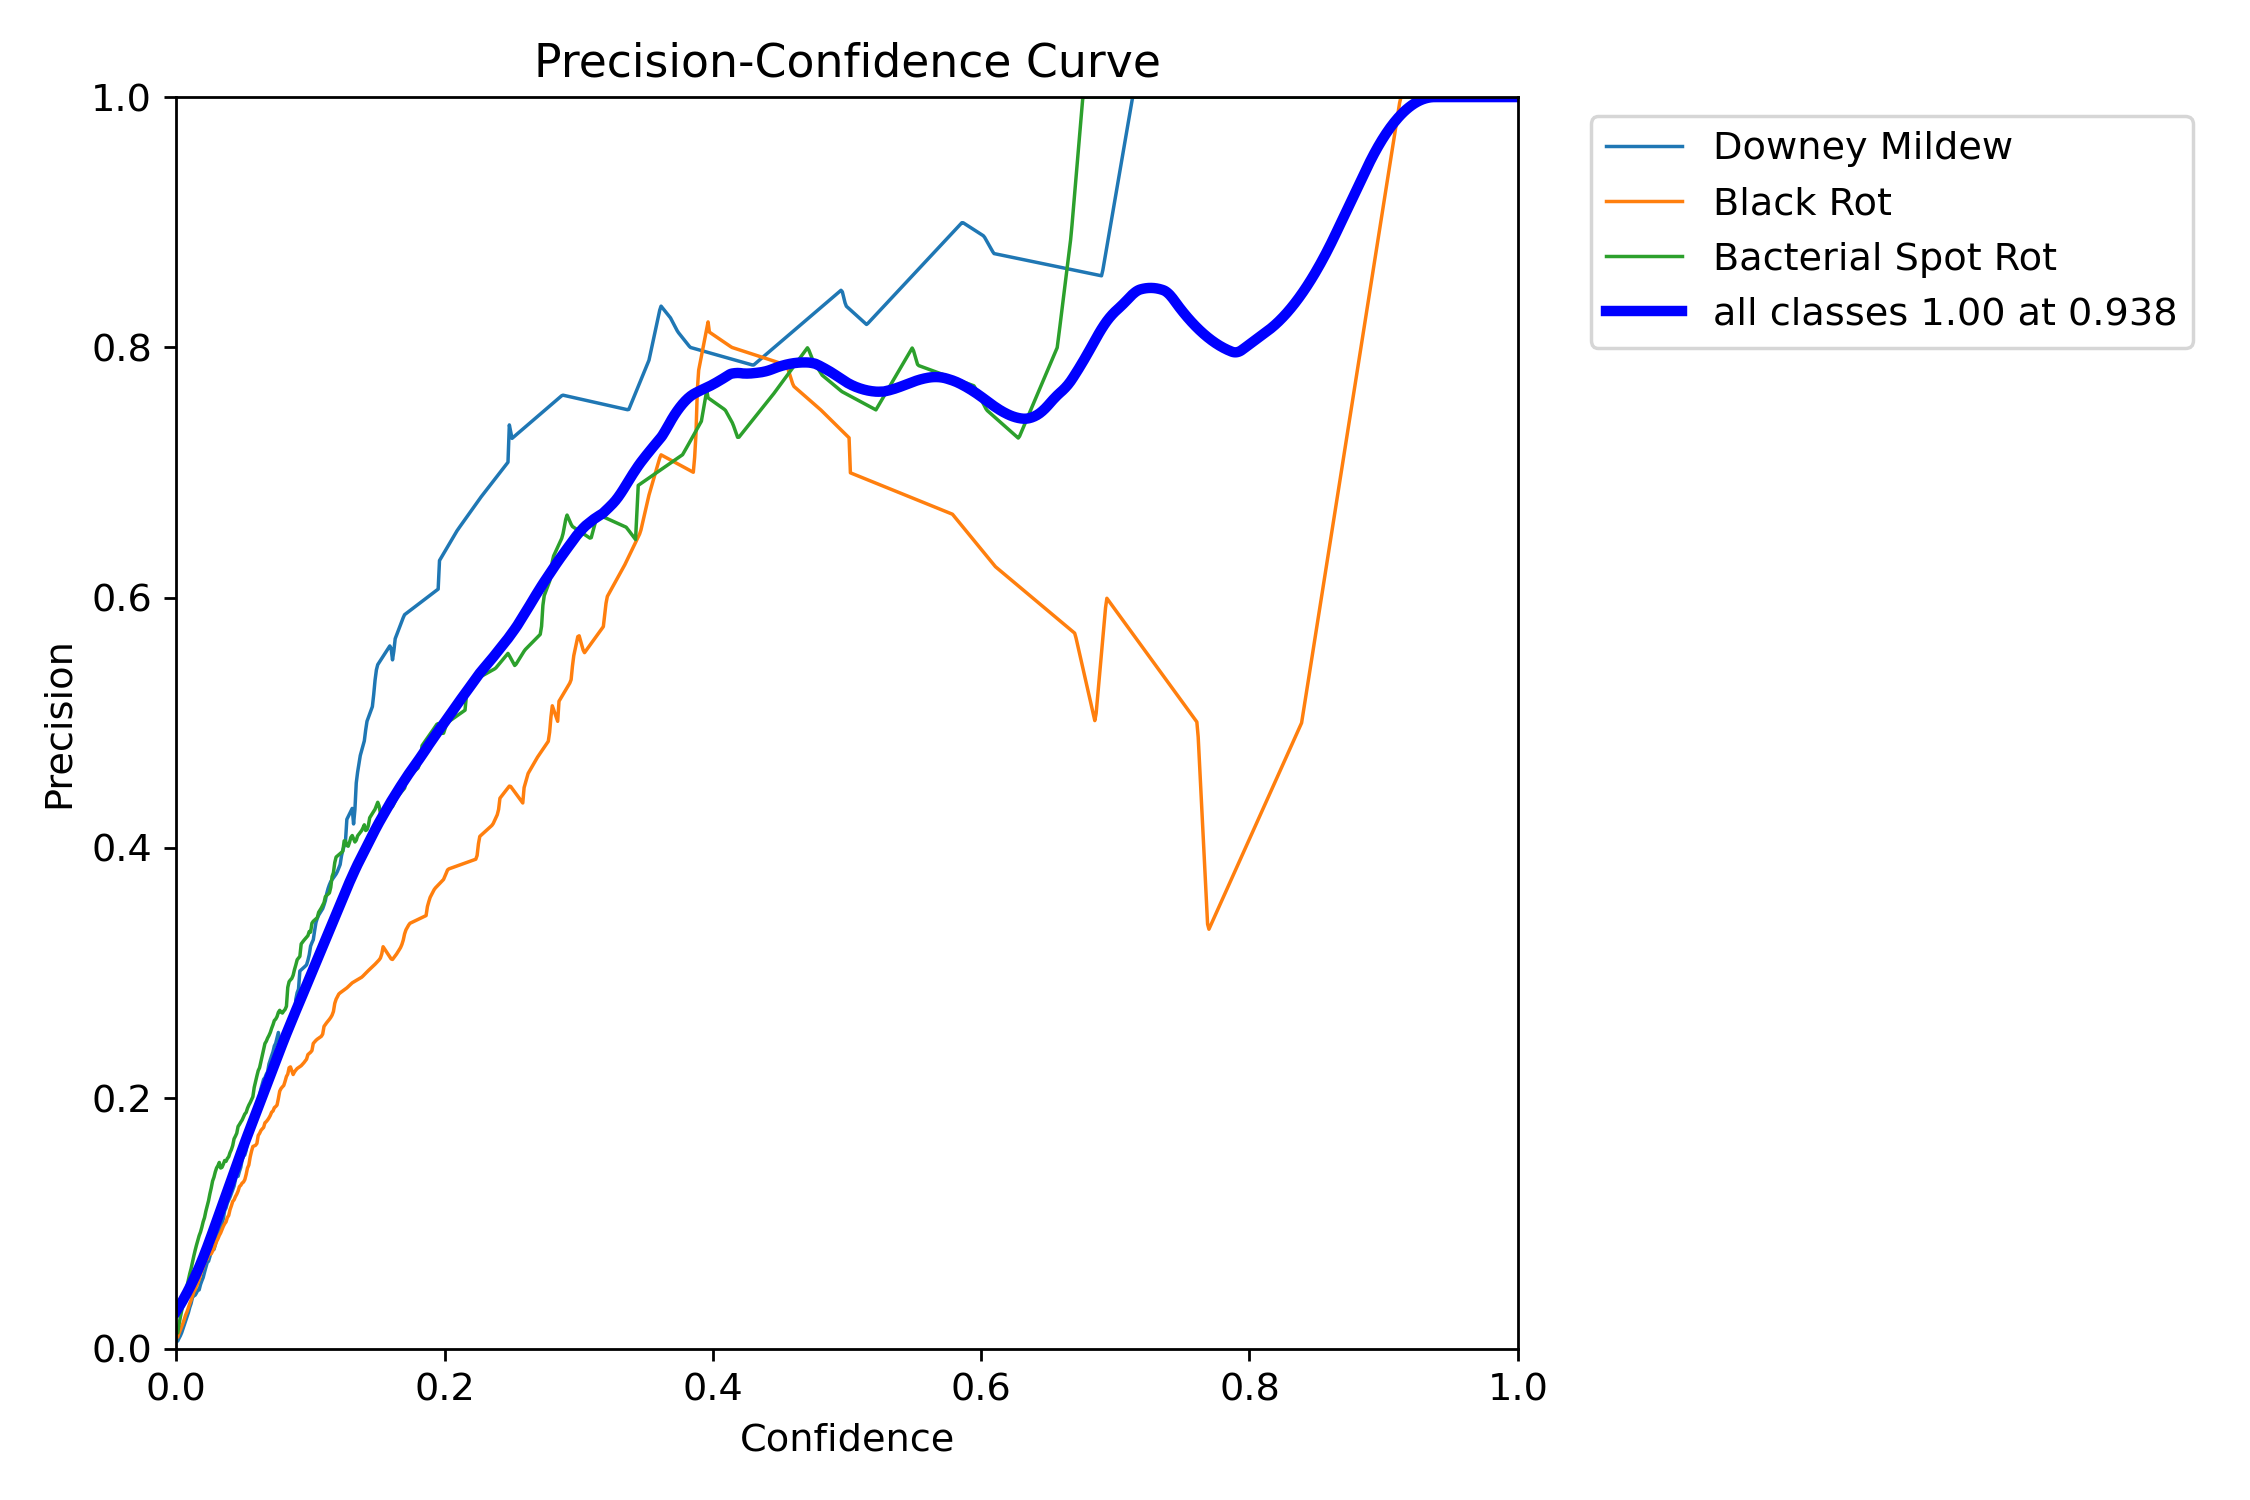 Precision-Confidence Curve
1.0
0.8
0.6
0.4
0.2
0.0
Precision
0.0 0.2 0.4 0.6 0.8 1.0
Confidence
Downey Mildew
Black Rot
Bacterial Spot Rot
all classes 1.00 at 0.938